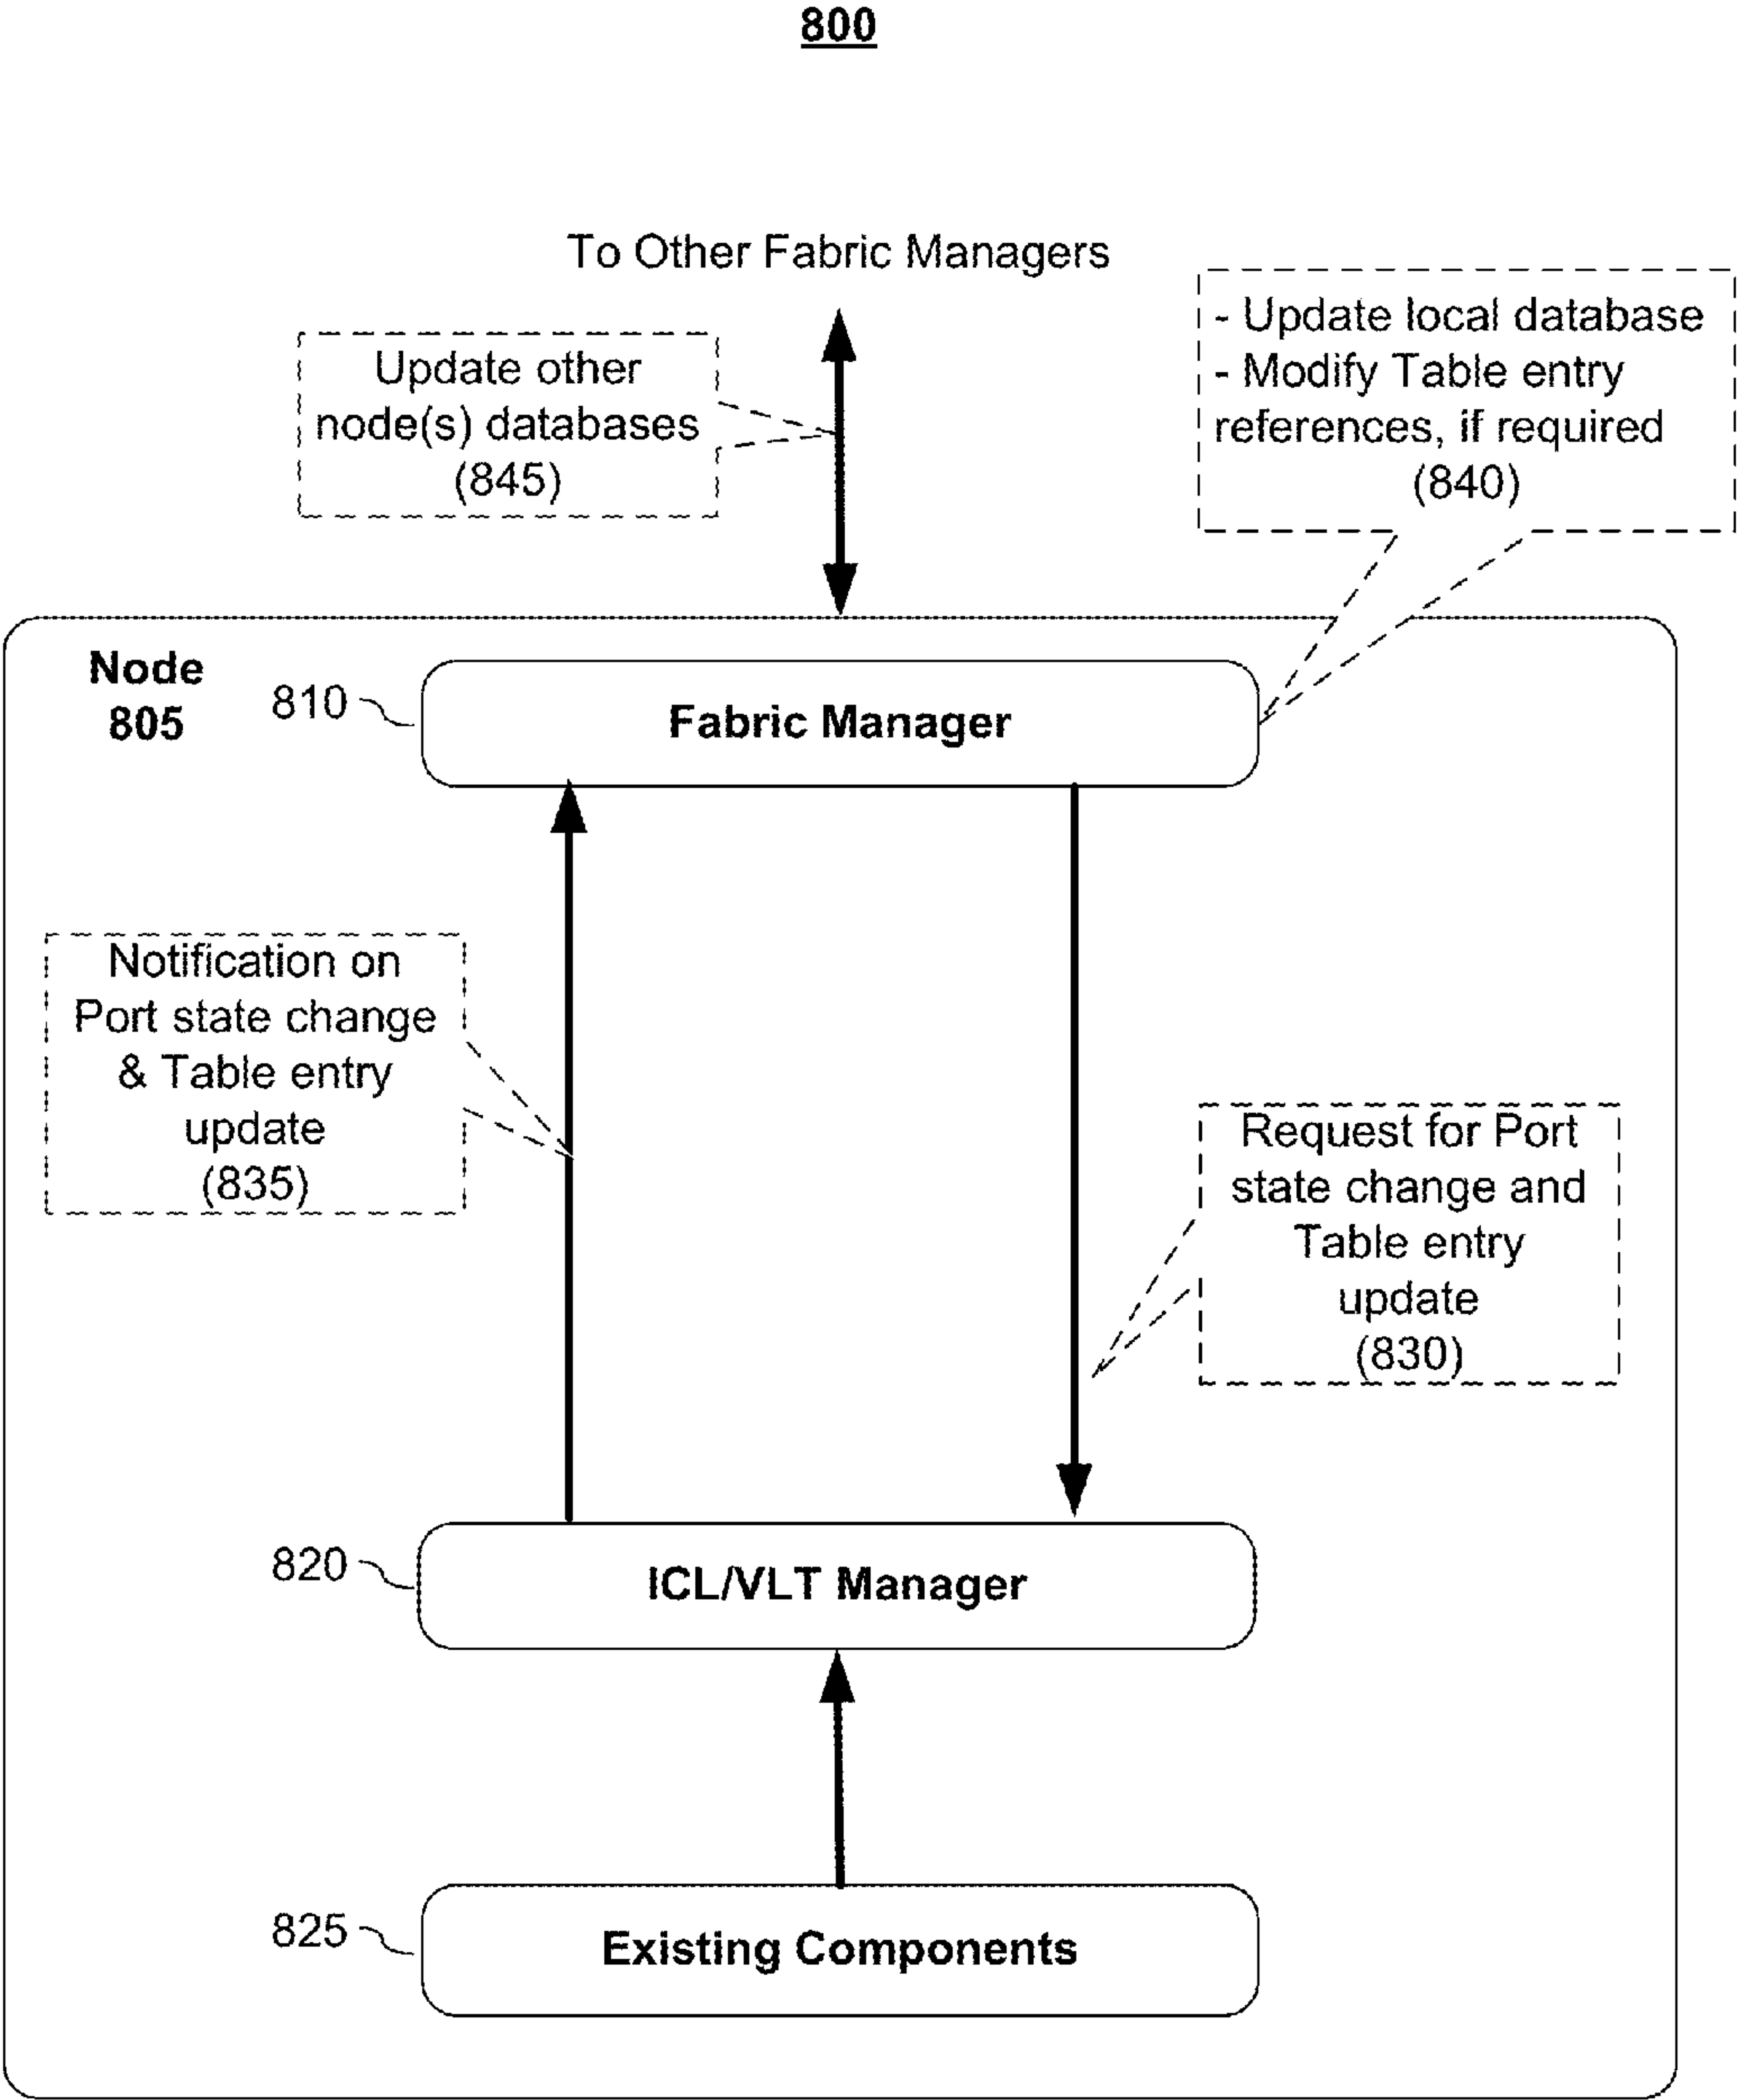 800
To Other Fabric Managers
Update other
node(s) databases
(845)
- Update local database
- Modify Table entry
references, if required
(840)
Node
805
810
Fabric Manager
Notification on
Port state change
& Table entry
update
(835)
Request for Port
state change and
Table entry
update
(830)
820
ICL/VLT Manager
825
Existing Components